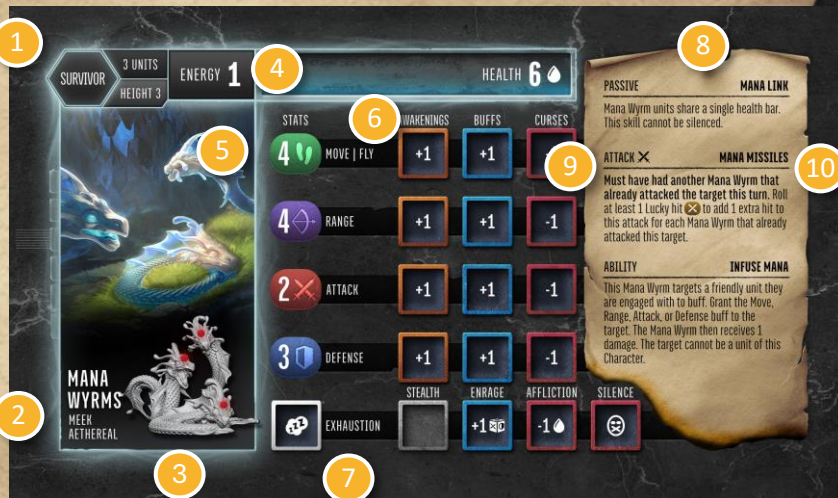 1
SURVIVOR
3 UNITS
HEIGHT 3
ENERGY 1
4
HEALTH 6
8
PASSIVE MANA LINK
Mana Wyrm units share a single health bar.
This skill cannot be silenced.
5
STATS
6
BUFFS
CURSES
4 MOVE | FLY +1 +1
9
ATTACK MANA MISSILES
10
Must have had another Mana Wyrm that
already attacked the target this turn. Roll
at least 1 Lucky hit to add 1 extra hit to
this attack for each Mana Wyrm that already
attacked this target.
4 RANGE +1 +1 -1
ABILITY INFUSE MANA
This Mana Wyrm targets a friendly unit they
are engaged with to buff. Grant the Move,
Range, Attack, or Defense buff to the
target. The Mana Wyrm then receives 1
damage. The target cannot be a unit of this
Character.
2 ATTACK +1 +1 -1
3 DEFENSE +1 +1 -1
MANA
WYRMS
2
MEEK
AETHEREAL
3
STEALTH ENRAGE AFFLICTION SILENCE
EXHAUSTION +1 -1
7